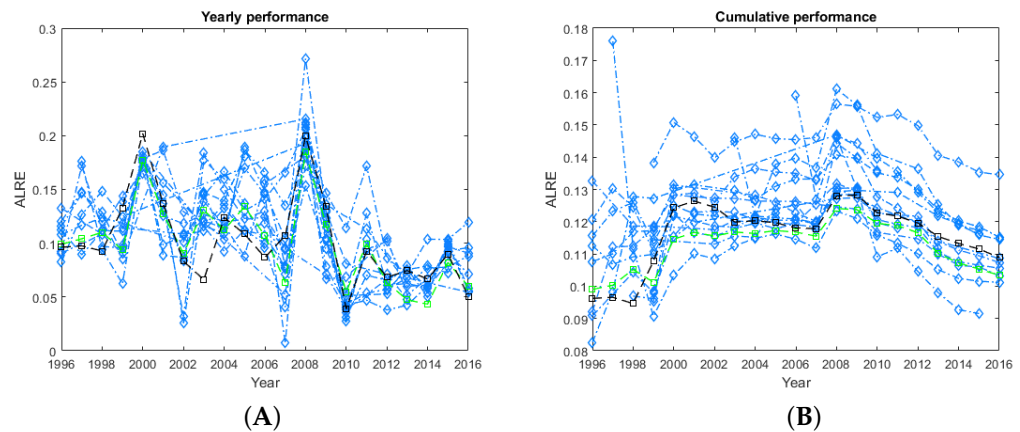 Yearly performance
0.3
0.25
0.2
0.15
0.1
0.05
0
ALRE
1996 1998 2000 2002 2004 2006 2008 2010 2012 2014 2016
Year
(A)
Cumulative performance
0.18
0.17
0.16
0.15
0.14
0.13
0.12
0.11
0.1
0.09
0.08
ALRE
1996 1998 2000 2002 2004 2006 2008 2010 2012 2014 2016
Year
(B)